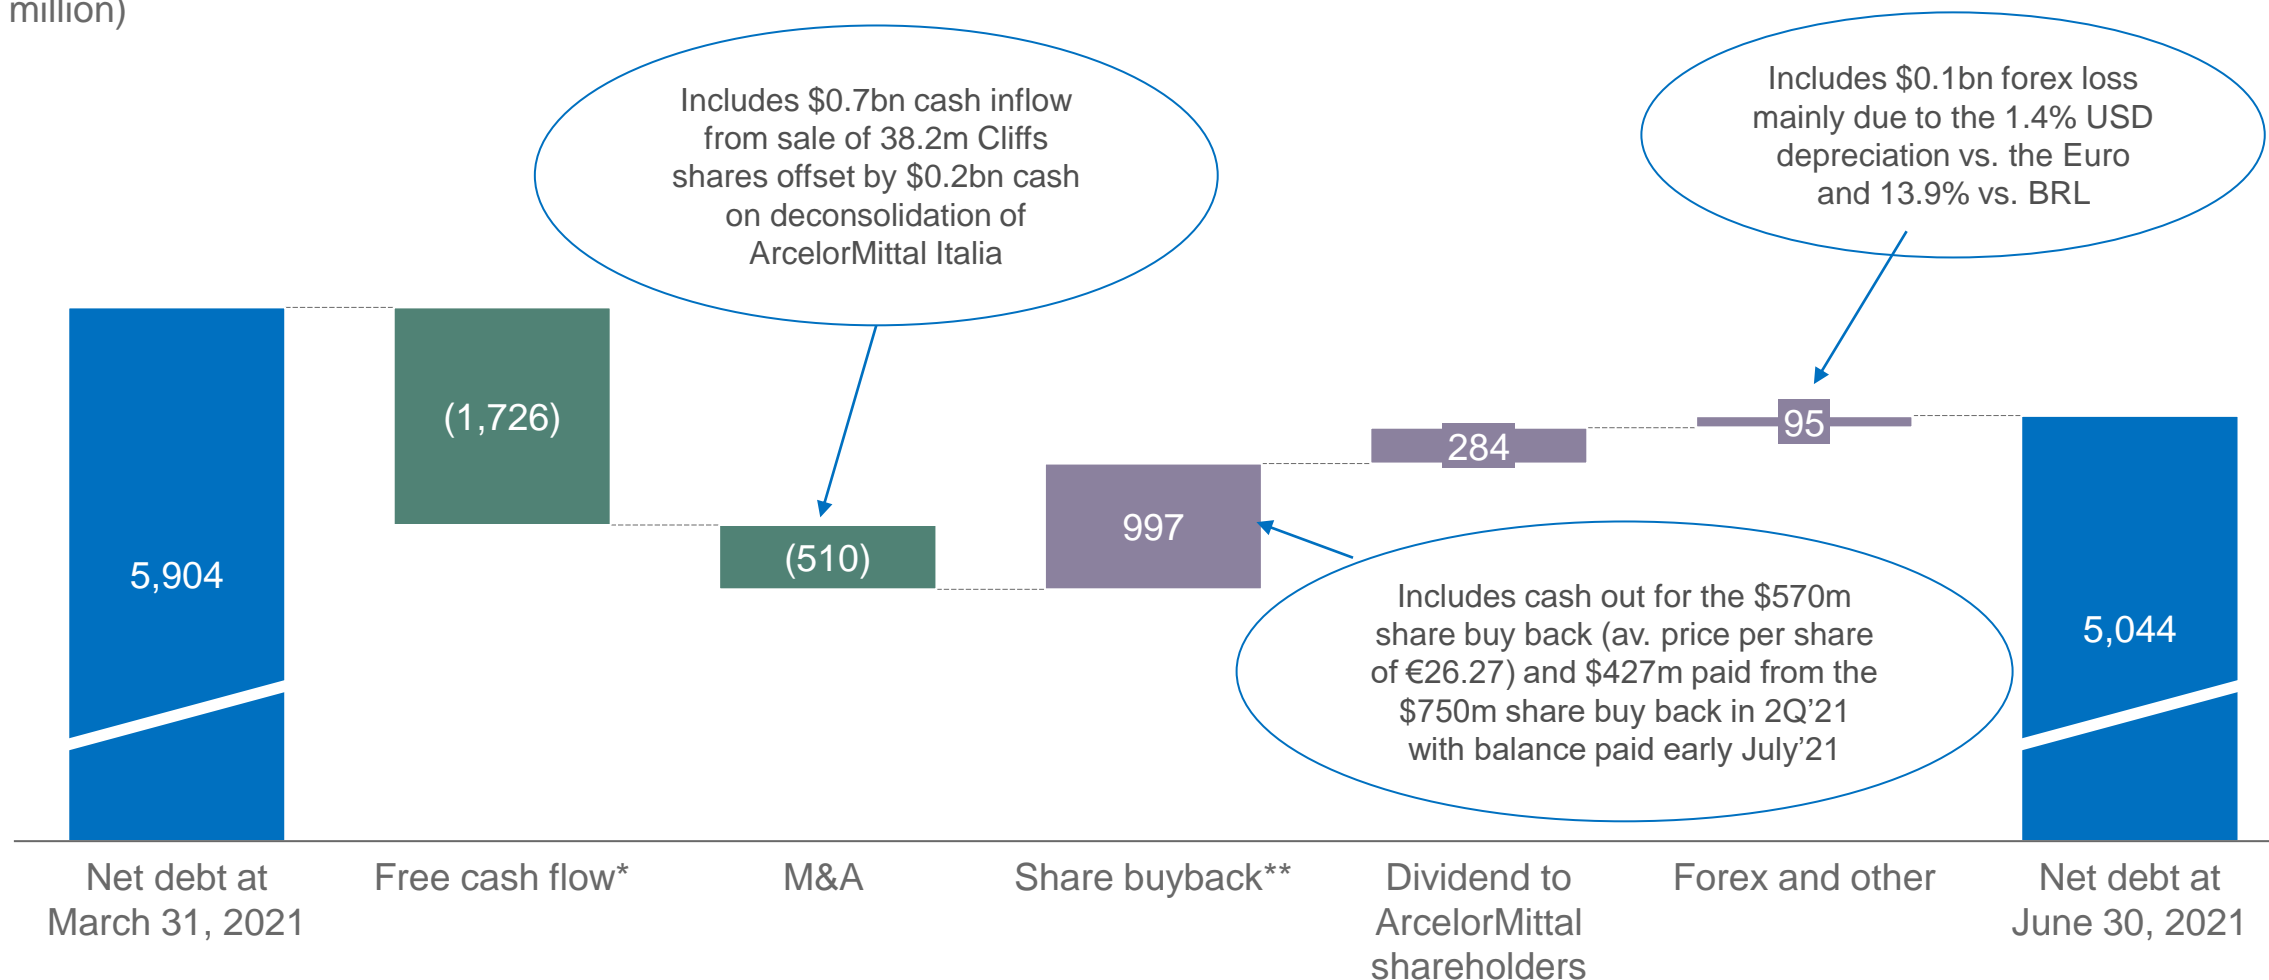 million)
Includes $0.7bn cash inflow
from sale of 38.2m Cliffs
shares offset by $0.2bn cash
on deconsolidation of
ArcelorMittal Italia
Includes $0.1bn forex loss
mainly due to the 1.4% USD
depreciation vs. the Euro
and 13.9% vs. BRL
5,904
(1,726)
(510)
997
284
95
5,044
Includes cash out for the $570m
share buy back (av. price per share
of €26.27) and $427m paid from the
$750m share buy back in 2Q’21
with balance paid early July’21
Net debt at
March 31, 2021
Free cash flow*
M&A
Share buyback**
Dividend to
ArcelorMittal
shareholders
Forex and other
Net debt at
June 30, 2021